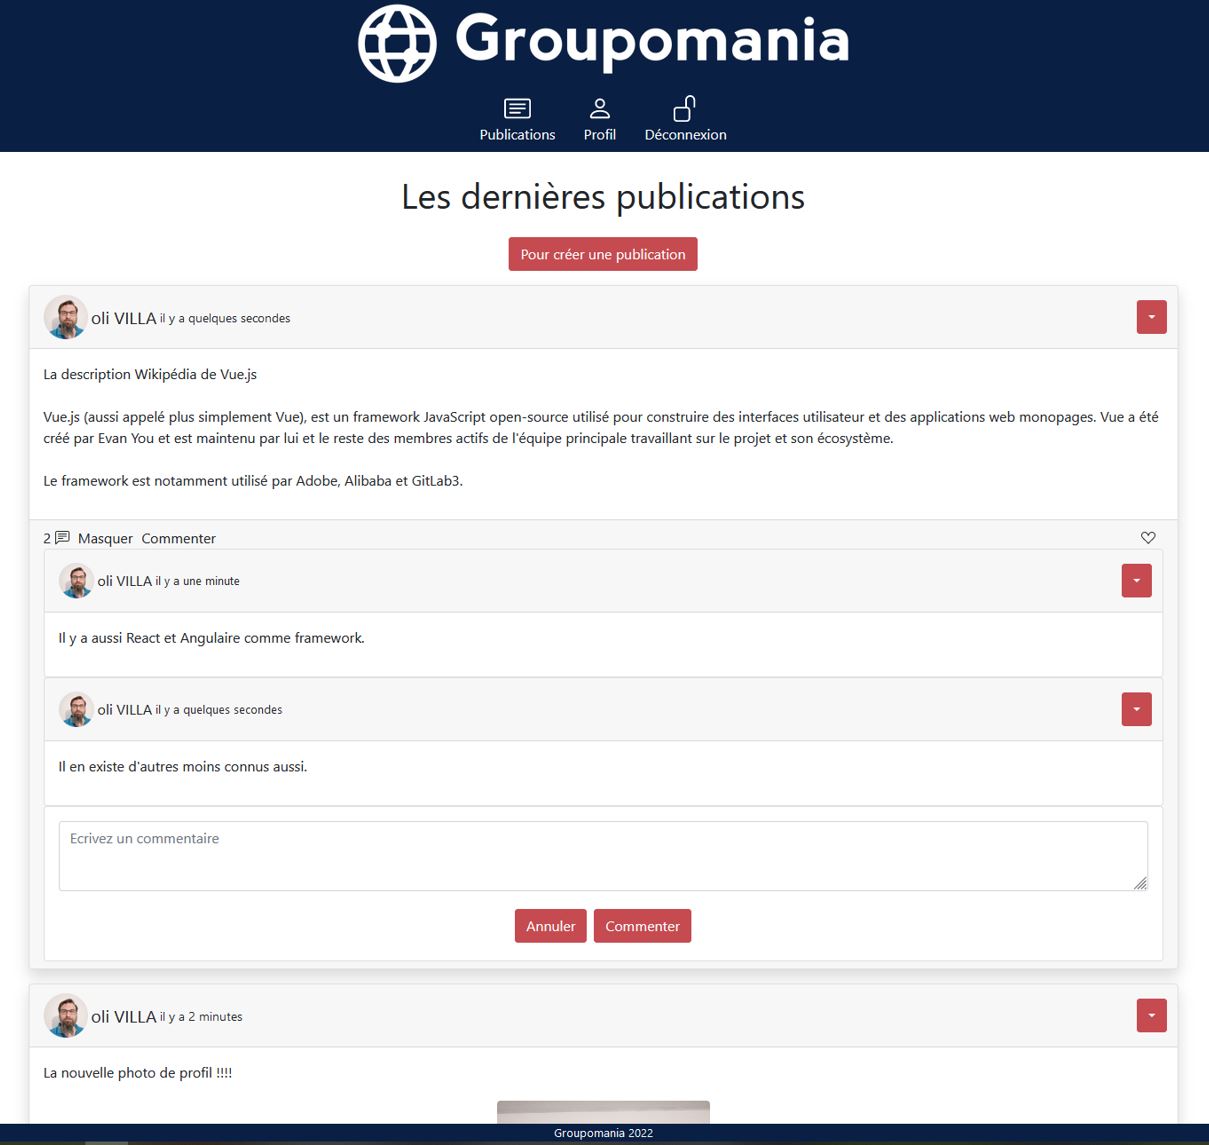 Groupomania
Publications Profil Déconnexion
Les dernières publications
Pour créer une publication
oli VILLA il y a quelques secondes
La description Wikipédia de Vue.js
Vue.js (aussi appelé plus simplement Vue), est un framework JavaScript open-source utilisé pour construire des interfaces utilisateur et des applications web monopages. Vue a été
créé par Evan You et est maintenu par lui et le reste des membres actifs de l'équipe principale travaillant sur le projet et son écosystème.
Le framework est notamment utilisé par Adobe, Alibaba et GitLab3.
2 Masquer Commenter
oli VILLA il y a une minute
Il y a aussi React et Angulaire comme framework.
oli VILLA il y a quelques secondes
Il en existe d'autres moins connus aussi.
Ecrivez un commentaire
Annuler Commenter
oli VILLA il y a 2 minutes
La nouvelle photo de profil !!!!
Groupomania 2022